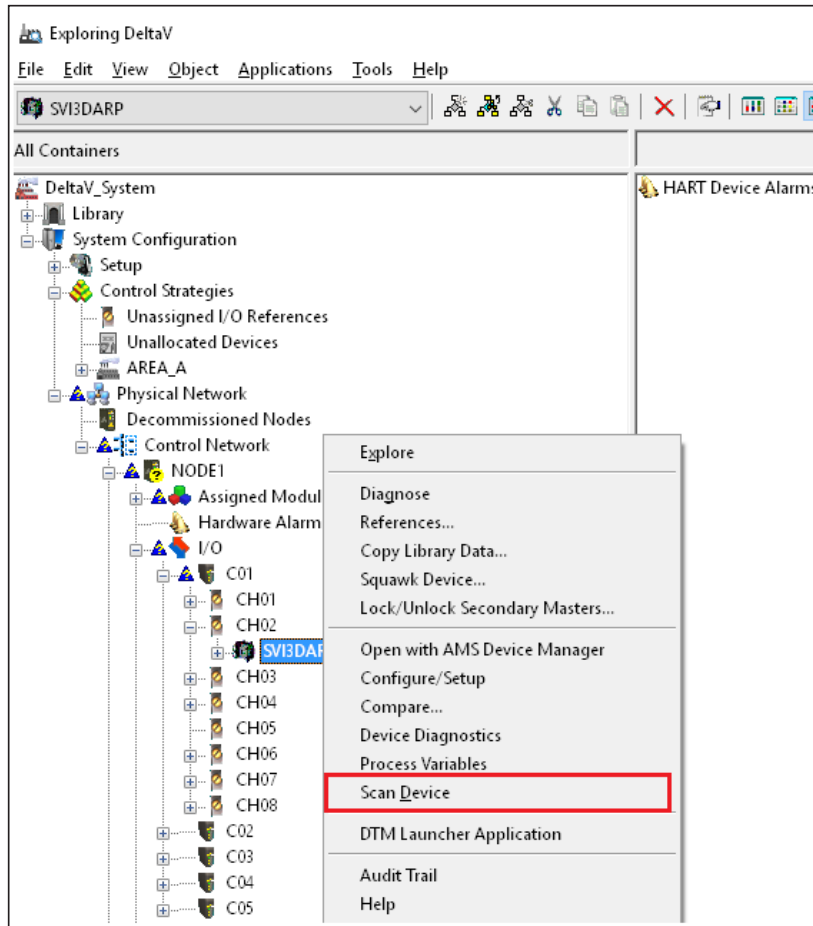 Exploring DeltaV
File Edit View Object Applications Tools Help
SVI3DARP
All Containers
DeltaV_System
Library
System Configuration
Setup
Control Strategies
Unassigned I/O References
Unallocated Devices
AREA_A
Physical Network
Decommissioned Nodes
Control Network
NODE1
Assigned Modul
Hardware Alarm
I/O
C01
CH01
CH02
SVI3DAR
CH03
CH04
CH05
CH06
CH07
CH08
C02
C03
C04
C05
HART Device Alarms
Explore
Diagnose
References...
Copy Library Data...
Squawk Device...
Lock/Unlock Secondary Masters...
Open with AMS Device Manager
Configure/Setup
Compare...
Device Diagnostics
Process Variables
Scan Device
DTM Launcher Application
Audit Trail
Help